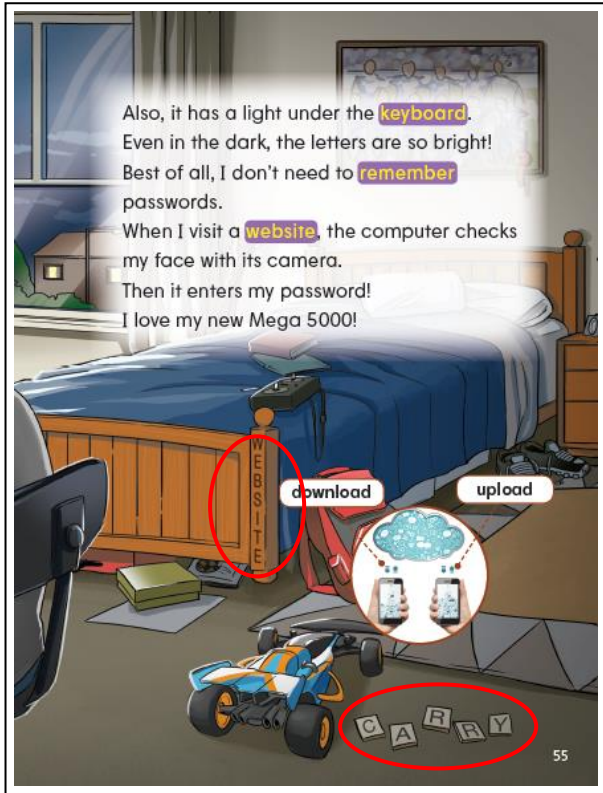 Also, it has a light under the keyboard.
Even in the dark, the letters are so bright!
Best of all, I don't need to remember
passwords.
When I visit a website, the computer checks
my face with its camera.
Then it enters my password!
I love my new Mega 5000!
WEBSITE
download
upload
CARRY
55